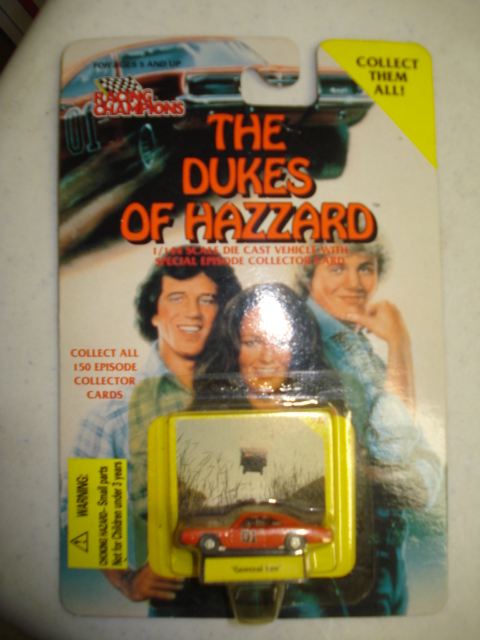 FOR AGES 5 AND UP
COLLECT
THEM
ALL!
RACING
CHAMPIONS
01
THE
DUKES
OF HAZZARD
™
SCALE DIE CAST VEHICLE WITH
SPECIAL EPISODE COLLECTOR CARD
COLLECT ALL
150 EPISODE
COLLECTOR
CARDS
WARNING:
CHOKING HAZARD- Small parts
Not for Children under 3 years
01
"General Lee"